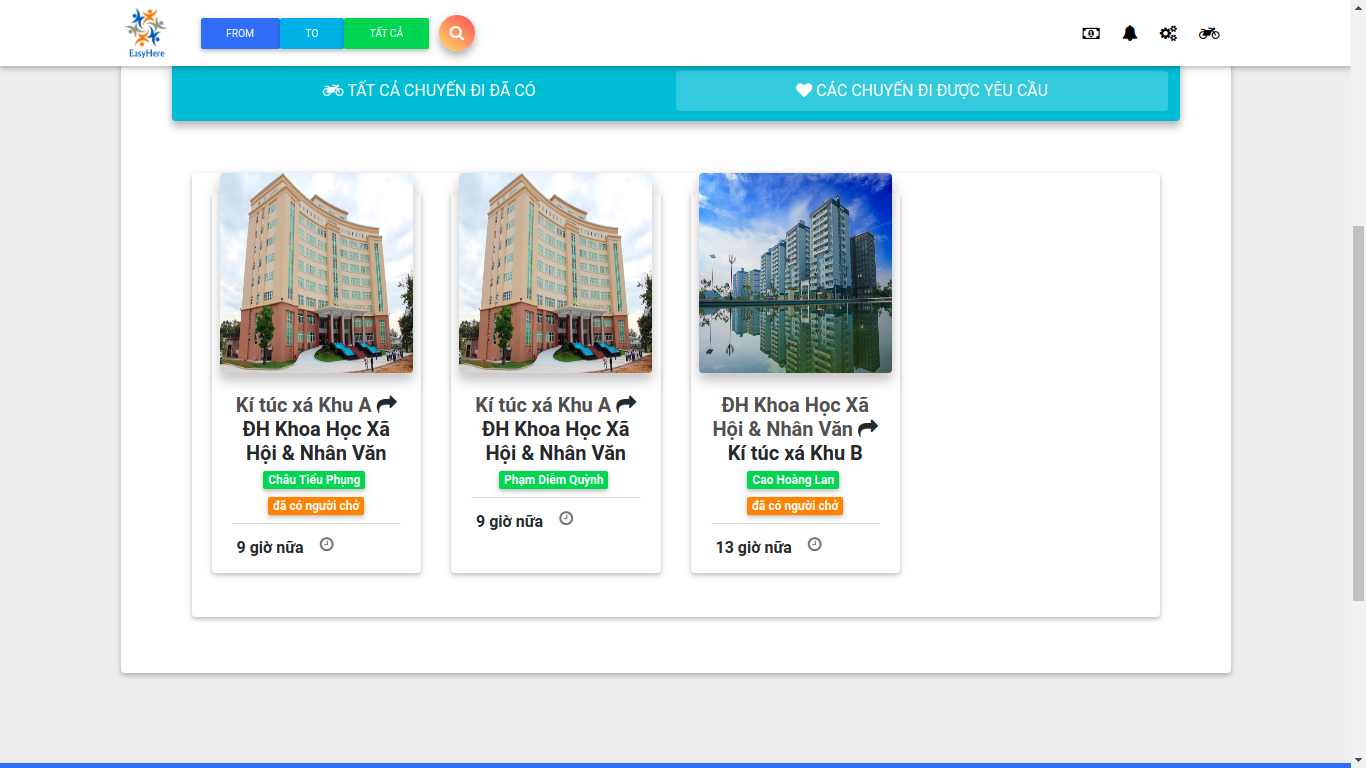 EasyHere
FROM
TO
TẤT CẢ
TẤT CẢ CHUYẾN ĐI ĐÃ CÓ
CÁC CHUYẾN ĐI ĐƯỢC YÊU CẦU
Kí túc xá Khu A
ĐH Khoa Học Xã
Hội & Nhân Văn
Châu Tiểu Phụng
đã có người chở
9 giờ nữa
Kí túc xá Khu A
ĐH Khoa Học Xã
Hội & Nhân Văn
Phạm Diễm Quỳnh
9 giờ nữa
ĐH Khoa Học Xã
Hội & Nhân Văn
Kí túc xá Khu B
Cao Hoàng Lan
đã có người chở
13 giờ nữa